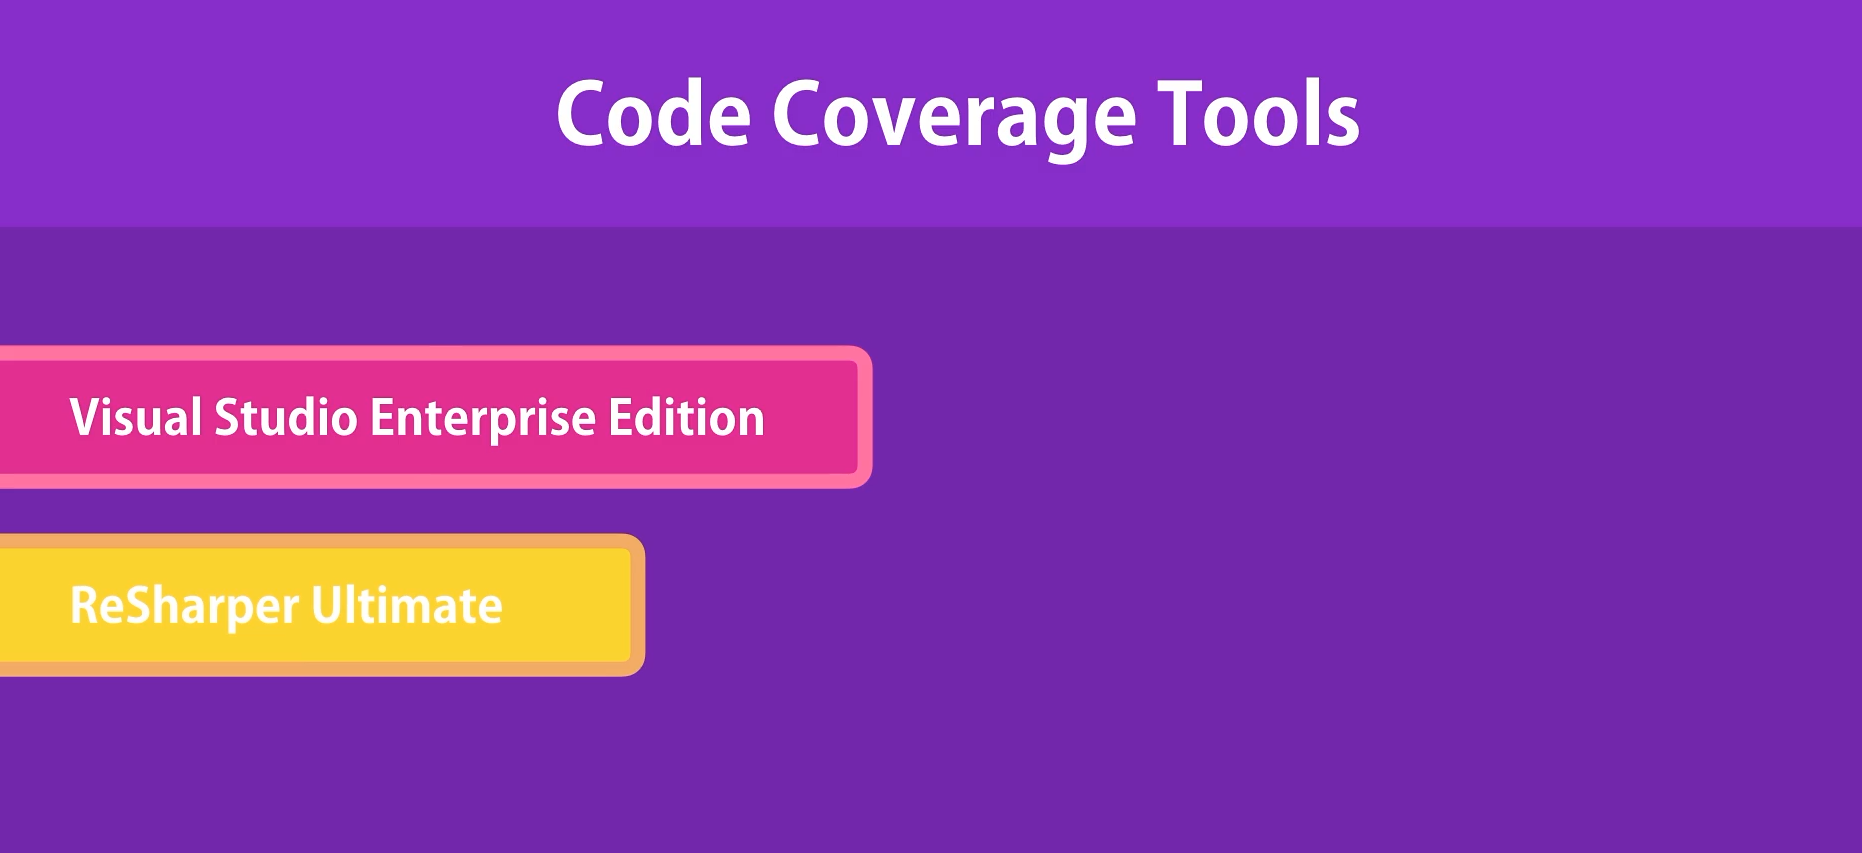 Code Coverage Tools
Visual Studio Enterprise Edition
ReSharper Ultimate